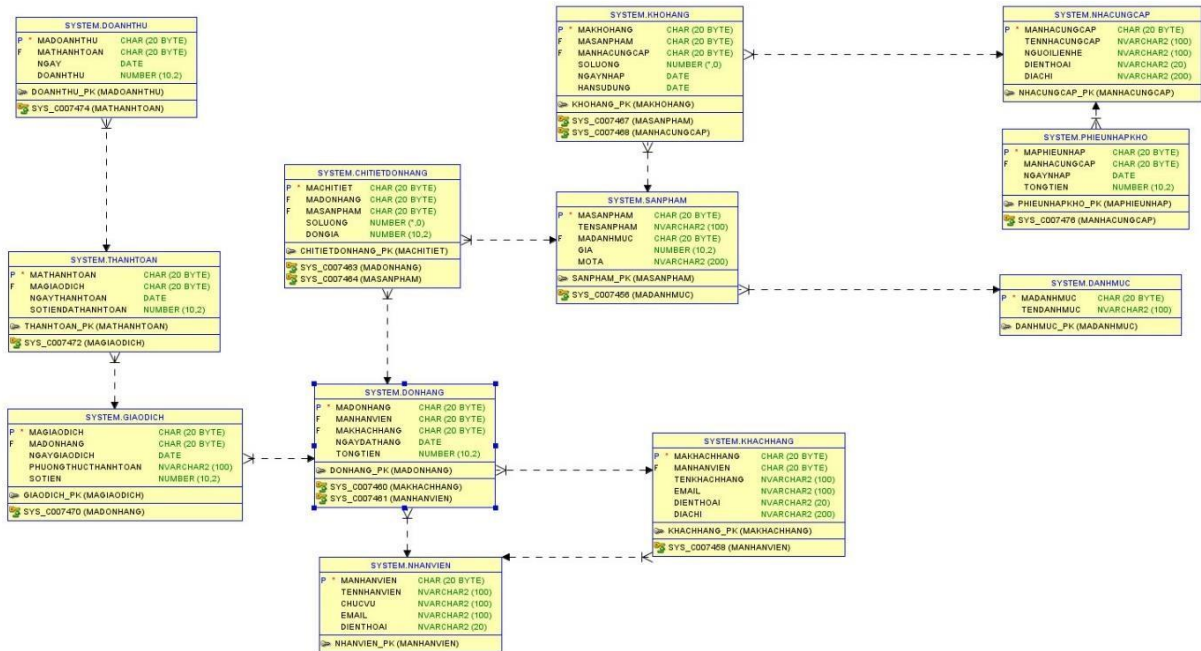 SYSTEM.DOANHTHU
P * MADOANHTHU CHAR (20 BYTE)
F MATHANHTOAN CHAR (20 BYTE)
NGAY DATE
DOANHTHU NUMBER (10,2)
DOANHTHU_PK (MADOANHTHU)
SYS_C007474 (MATHANHTOAN)
SYSTEM.KHOHANG
P * MAKHOHANG CHAR (20 BYTE)
F MASANPHAM CHAR (20 BYTE)
F MANHACUNGCAP CHAR (20 BYTE)
SOLUONG NUMBER (*,0)
NGAYNHAP DATE
HANSUDUNG DATE
KHOHANG_PK (MAKHOHANG)
SYS_C007467 (MASANPHAM)
SYS_C007468 (MANHACUNGCAP)
SYSTEM.NHACUNGCAP
P * MANHACUNGCAP CHAR (20 BYTE)
TENNHACUNGCAP NVARCHAR2 (100)
NGUOILIENHE NVARCHAR2 (100)
DIENTHOAI NVARCHAR2 (20)
DIACHI NVARCHAR2 (200)
NHACUNGCAP_PK (MANHACUNGCAP)
SYSTEM.PHIEUNHAPKHO
P * MAPHIEUNHAP CHAR (20 BYTE)
F MANHACUNGCAP CHAR (20 BYTE)
NGAYNHAP DATE
TONGTIEN NUMBER (10,2)
PHIEUNHAPKHO_PK (MAPHIEUNHAP)
SYS_C007476 (MANHACUNGCAP)
SYSTEM.CHITIETDONHANG
P * MACHITIET CHAR (20 BYTE)
F MADONHANG CHAR (20 BYTE)
F MASANPHAM CHAR (20 BYTE)
SOLUONG NUMBER (*,0)
DONGIA NUMBER (10,2)
CHITIETDONHANG_PK (MACHITIET)
SYS_C007463 (MADONHANG)
SYS_C007464 (MASANPHAM)
SYSTEM.SANPHAM
P * MASANPHAM CHAR (20 BYTE)
TENSANPHAM NVARCHAR2 (100)
F MADANHMUC CHAR (20 BYTE)
GIA NUMBER (10,2)
MOTA NVARCHAR2 (200)
SANPHAM_PK (MASANPHAM)
SYS_C007456 (MADANHMUC)
SYSTEM.THANHTOAN
P * MATHANHTOAN CHAR (20 BYTE)
F MAGIAODICH CHAR (20 BYTE)
NGAYTHANHTOAN DATE
SOTIENDATHANHTOAN NUMBER (10,2)
THANHTOAN_PK (MATHANHTOAN)
SYS_C007472 (MAGIAODICH)
SYSTEM.DANHMUC
P * MADANHMUC CHAR (20 BYTE)
TENDANHMUC NVARCHAR2 (100)
DANHMUC_PK (MADANHMUC)
SYSTEM.GIAODICH
P * MAGIAODICH CHAR (20 BYTE)
F MADONHANG CHAR (20 BYTE)
NGAYGIAODICH DATE
PHUONGTHUCTHANHTOAN NVARCHAR2 (100)
SOTIEN NUMBER (10,2)
GIAODICH_PK (MAGIAODICH)
SYS_C007470 (MADONHANG)
SYSTEM.DONHANG
P * MADONHANG CHAR (20 BYTE)
F MANHANVIEN CHAR (20 BYTE)
F MAKHACHHANG CHAR (20 BYTE)
NGAYDATHANG DATE
TONGTIEN NUMBER (10,2)
DONHANG_PK (MADONHANG)
SYS_C007460 (MAKHACHHANG)
SYS_C007461 (MANHANVIEN)
SYSTEM.KHACHHANG
P * MAKHACHHANG CHAR (20 BYTE)
F MANHANVIEN CHAR (20 BYTE)
TENKHACHHANG NVARCHAR2 (100)
EMAIL NVARCHAR2 (100)
DIENTHOAI NVARCHAR2 (20)
DIACHI NVARCHAR2 (200)
KHACHHANG_PK (MAKHACHHANG)
SYS_C007458 (MANHANVIEN)
SYSTEM.NHANVIEN
P * MANHANVIEN CHAR (20 BYTE)
TENNHANVIEN NVARCHAR2 (100)
CHUCVU NVARCHAR2 (100)
EMAIL NVARCHAR2 (100)
DIENTHOAI NVARCHAR2 (20)
NHANVIEN_PK (MANHANVIEN)